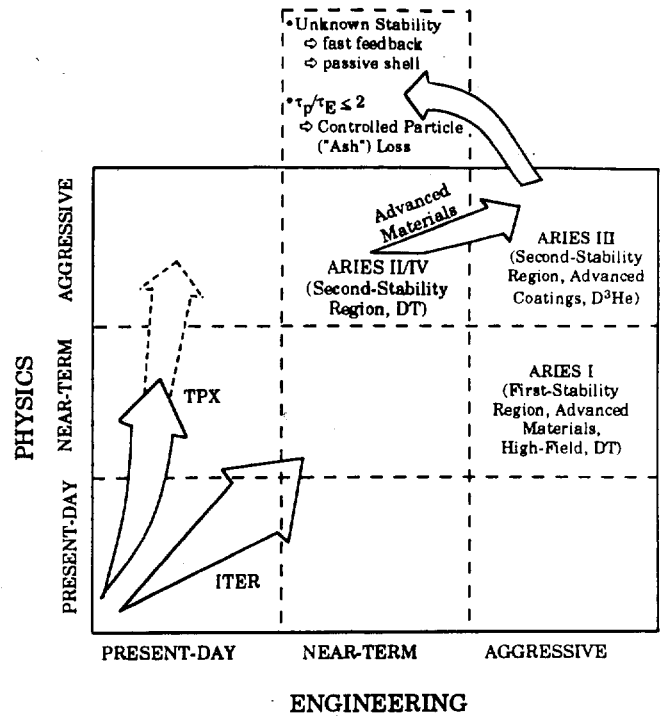 •Unknown Stability
⇨ fast feedback
⇨ passive shell
•τp/τE ≤ 2
⇨ Controlled Particle
("Ash") Loss
Advanced
Materials
ARIES II/IV
(Second-Stability
Region, DT)
ARIES III
(Second-Stability
Region, Advanced
Coatings, D³He)
ARIES I
(First-Stability
Region, Advanced
Materials,
High-Field, DT)
TPX
ITER
PHYSICS
AGGRESSIVE
NEAR-TERM
PRESENT-DAY
PRESENT-DAY
NEAR-TERM
AGGRESSIVE
ENGINEERING